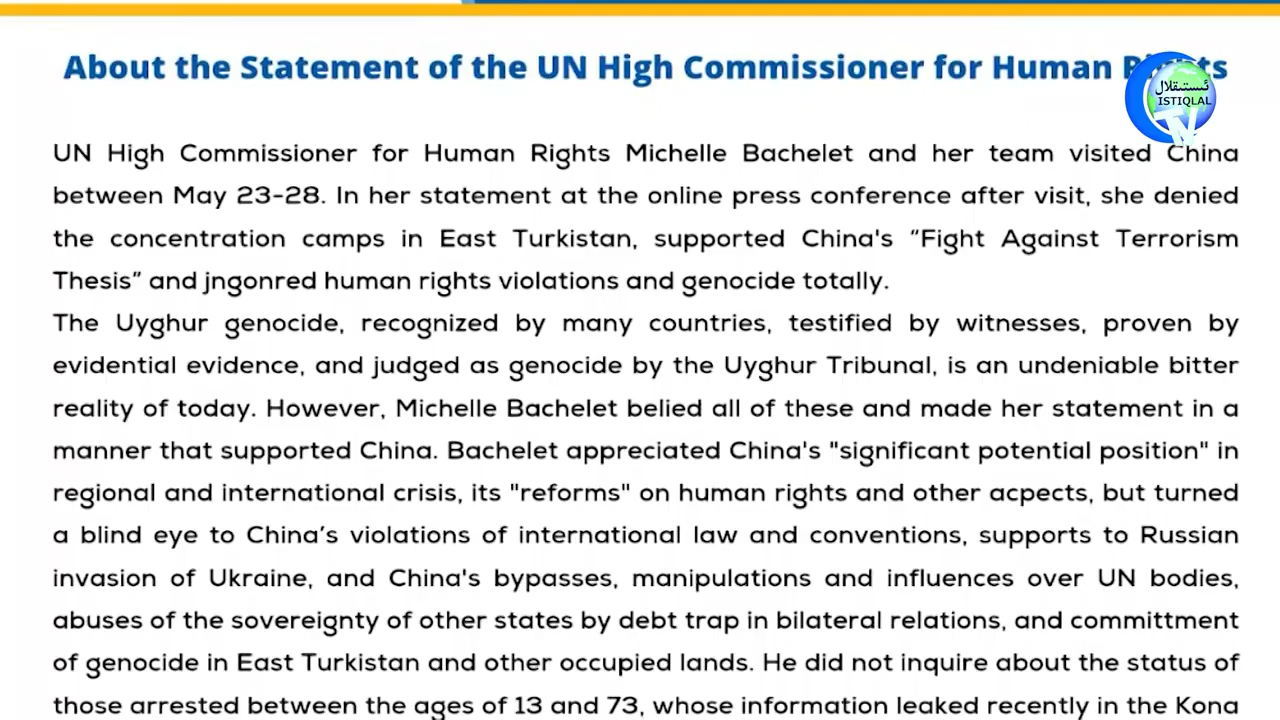 About the Statement of the UN High Commissioner for Human Rights
ئىستىقلال
ISTIQLAL
TV
UN High Commissioner for Human Rights Michelle Bachelet and her team visited China
between May 23-28. In her statement at the online press conference after visit, she denied
the concentration camps in East Turkistan, supported China's “Fight Against Terrorism
Thesis” and jngonred human rights violations and genocide totally.
The Uyghur genocide, recognized by many countries, testified by witnesses, proven by
evidential evidence, and judged as genocide by the Uyghur Tribunal, is an undeniable bitter
reality of today. However, Michelle Bachelet belied all of these and made her statement in a
manner that supported China. Bachelet appreciated China's "significant potential position" in
regional and international crisis, its "reforms" on human rights and other acpects, but turned
a blind eye to China’s violations of international law and conventions, supports to Russian
invasion of Ukraine, and China's bypasses, manipulations and influences over UN bodies,
abuses of the sovereignty of other states by debt trap in bilateral relations, and committment
of genocide in East Turkistan and other occupied lands. He did not inquire about the status of
those arrested between the ages of 13 and 73, whose information leaked recently in the Kona